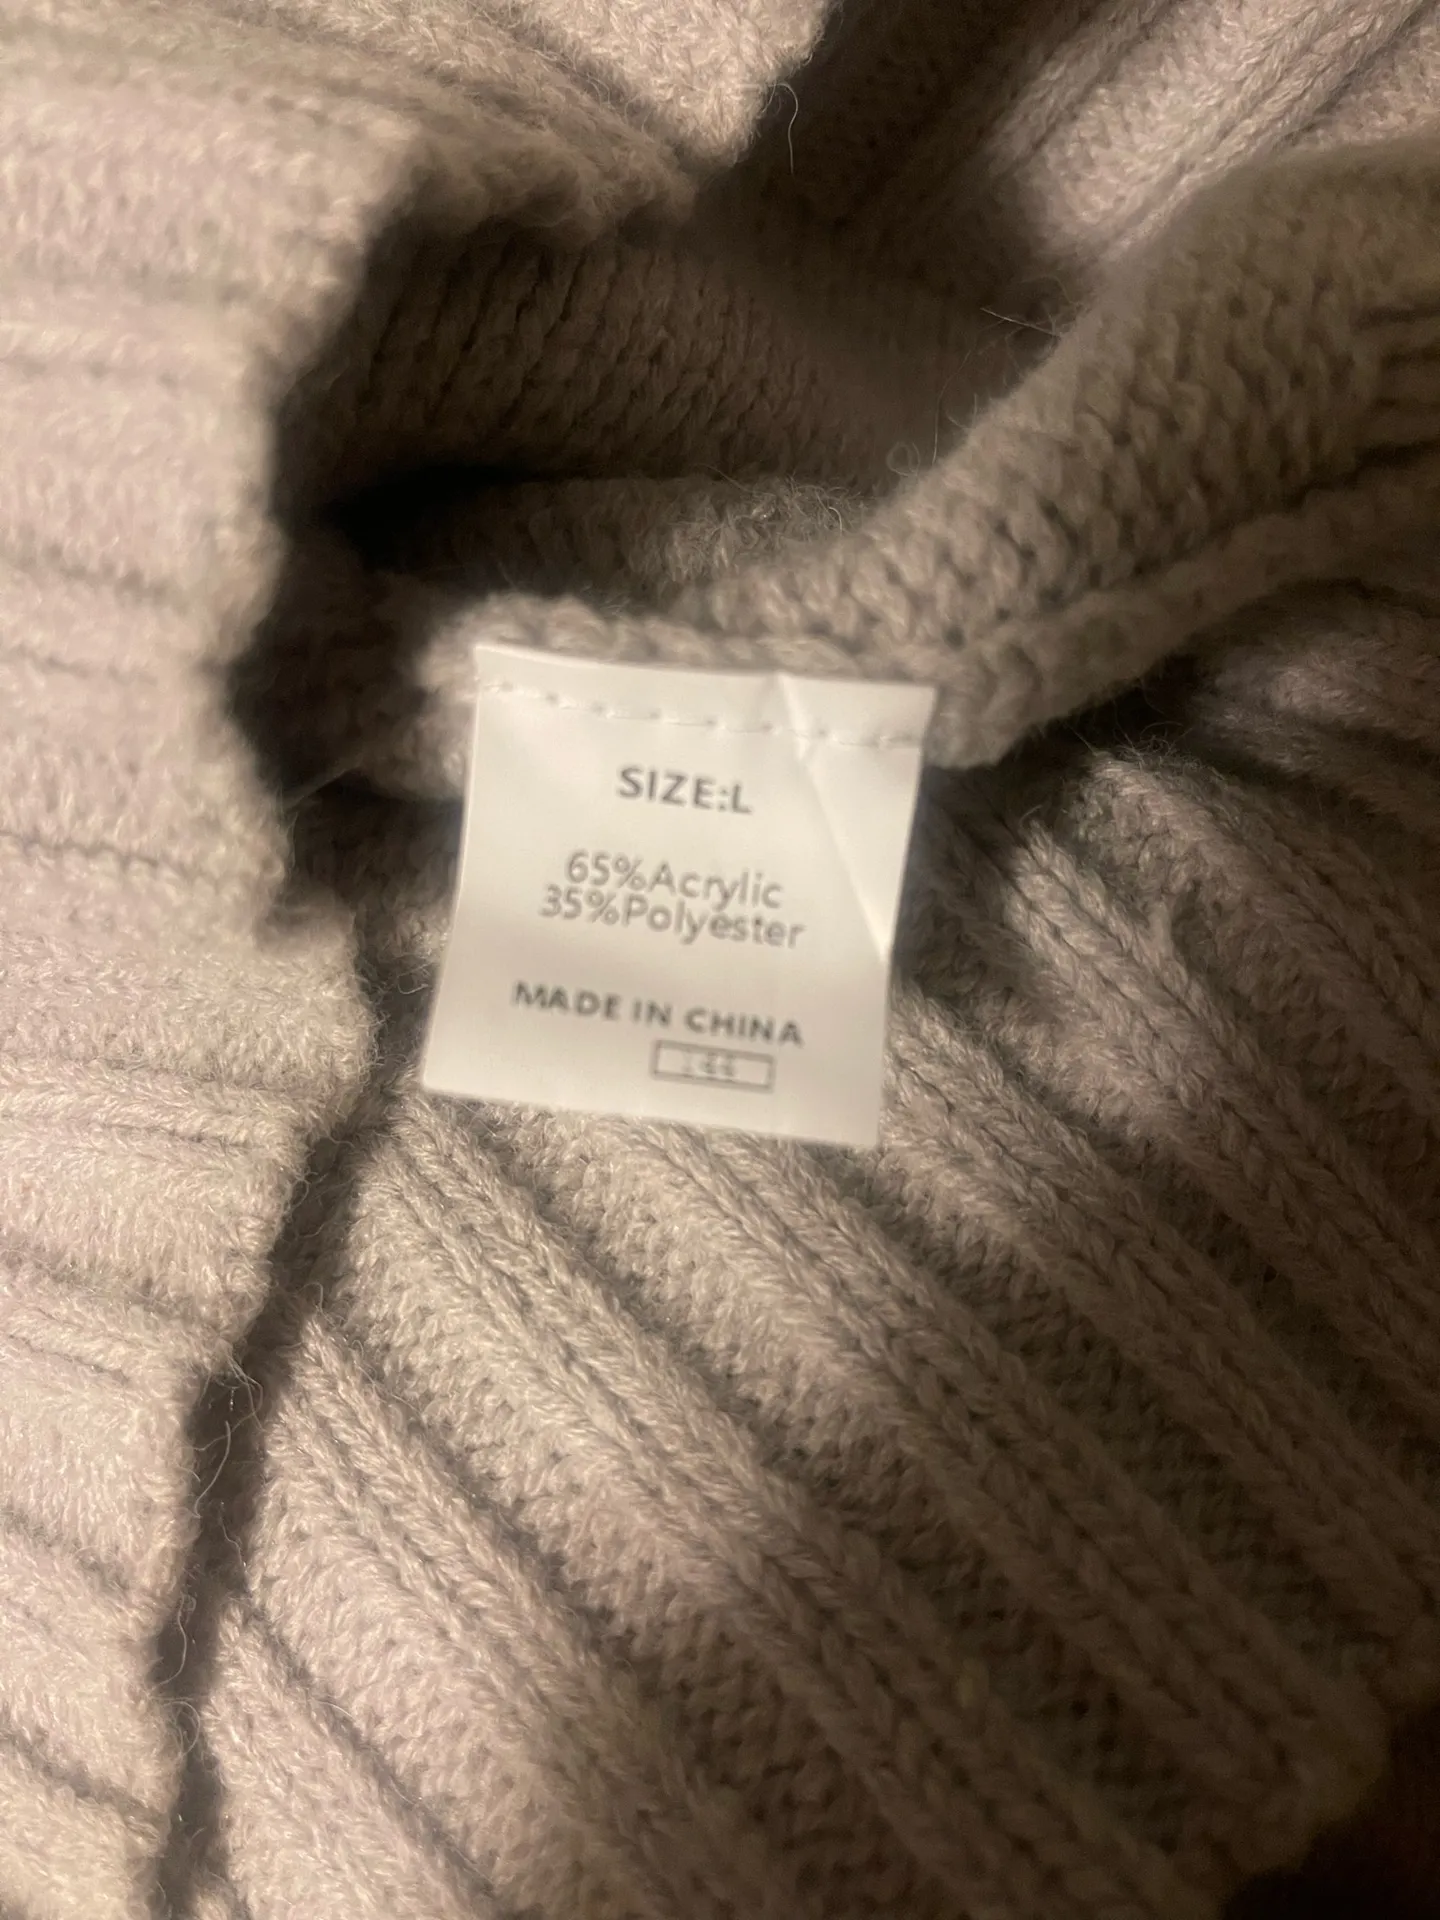 SIZE:L
65%Acrylic
35%Polyester
MADE IN CHINA